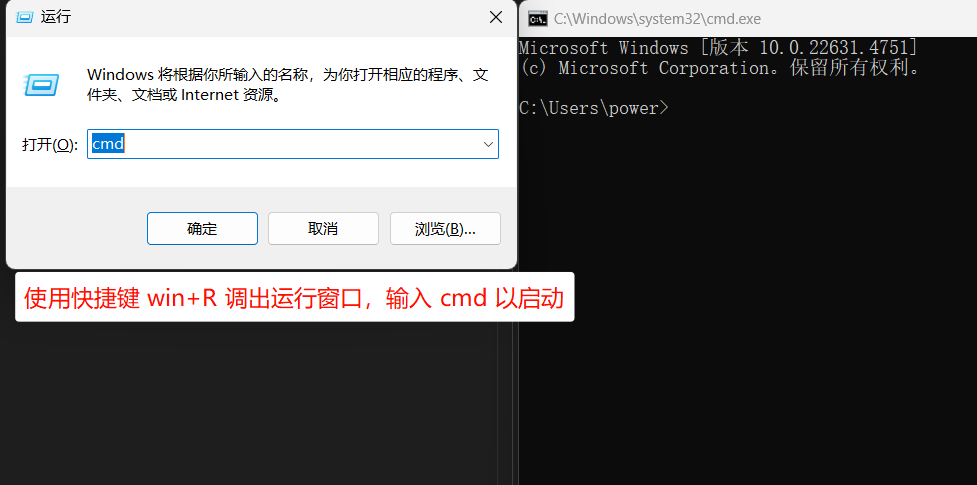 运行
Windows 将根据你所输入的名称，为你打开相应的程序、文
件夹、文档或 Internet 资源。
打开(O):
cmd
确定
取消
浏览(B)...
使用快捷键 win+R 调出运行窗口，输入 cmd 以启动
C:\Windows\system32\cmd.exe
Microsoft Windows [版本 10.0.22631.4751]
(c) Microsoft Corporation。保留所有权利。
C:\Users\power>